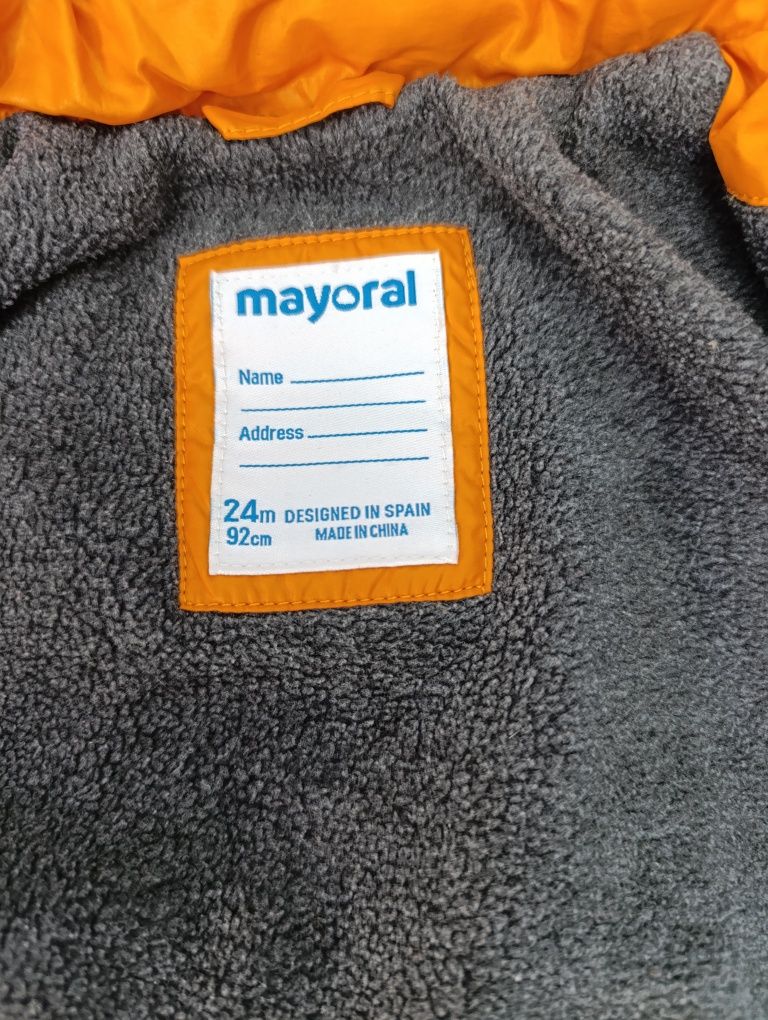 mayoral
Name
Address
24m DESIGNED IN SPAIN
92cm MADE IN CHINA